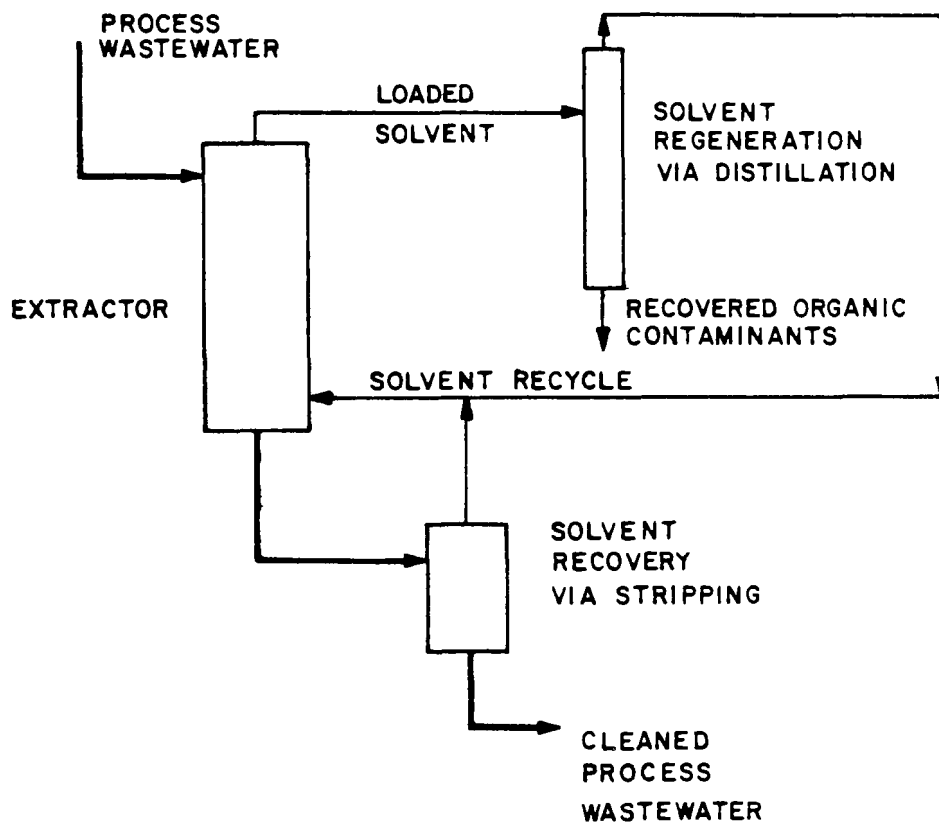 PROCESS
WASTEWATER
LOADED
SOLVENT
SOLVENT
REGENERATION
VIA DISTILLATION
EXTRACTOR
RECOVERED ORGANIC
CONTAMINANTS
SOLVENT RECYCLE
SOLVENT
RECOVERY
VIA STRIPPING
CLEANED
PROCESS
WASTEWATER